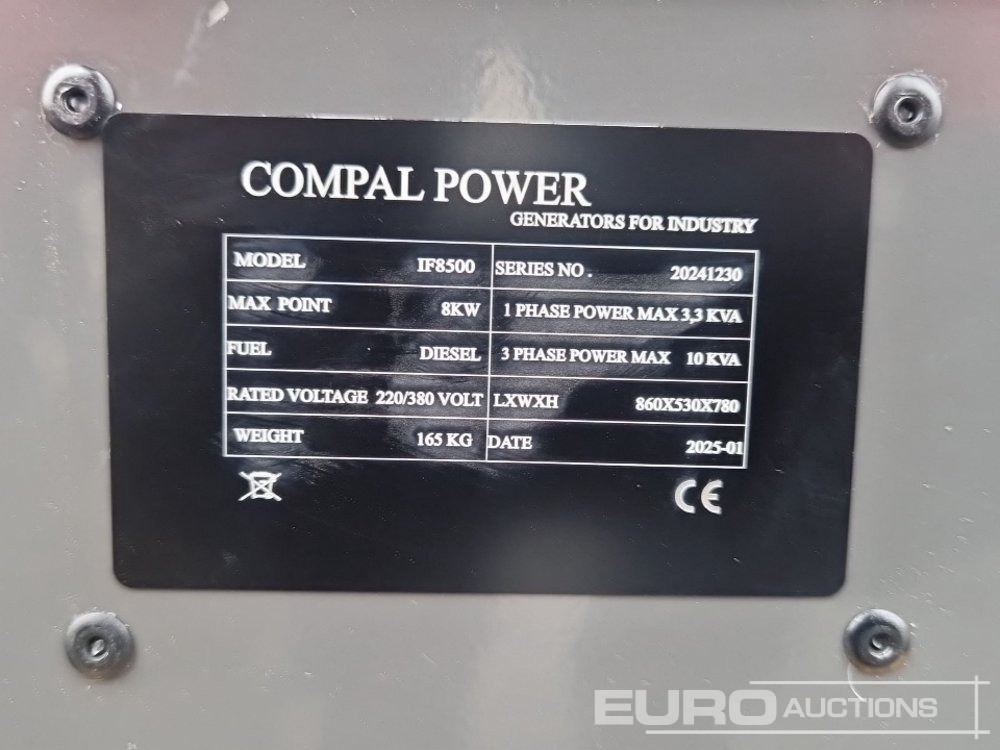 COMPAL POWER
GENERATORS FOR INDUSTRY
MODEL IF8500 SERIES NO . 20241230
MAX POINT 8KW 1 PHASE POWER MAX 3,3 KVA
FUEL DIESEL 3 PHASE POWER MAX 10 KVA
RATED VOLTAGE 220/380 VOLT LXWXH 860X530X780
WEIGHT 165 KG DATE 2025-01
CE
EURO AUCTIONS